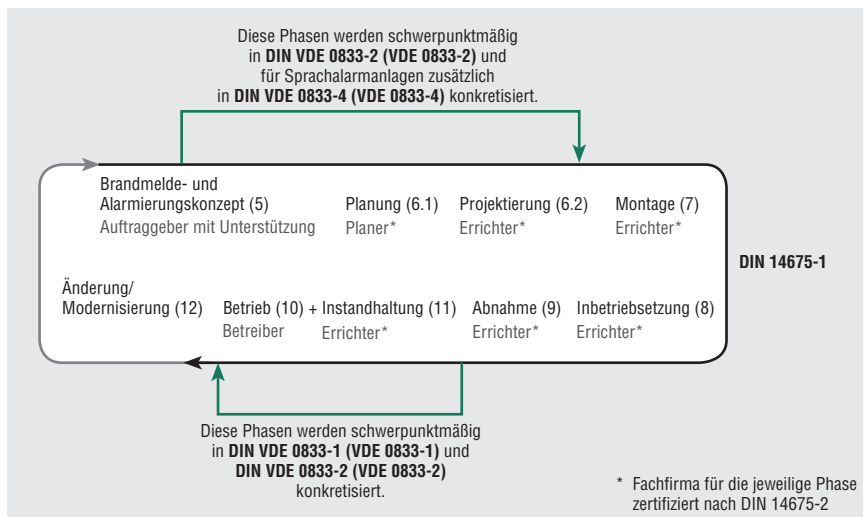 Diese Phasen werden schwerpunktmäßig
in DIN VDE 0833-2 (VDE 0833-2) und
für Sprachalarmanlagen zusätzlich
in DIN VDE 0833-4 (VDE 0833-4) konkretisiert.
Brandmelde- und
Alarmierungskonzept (5)
Auftraggeber mit Unterstützung
Planung (6.1)
Planer*
Projektierung (6.2)
Errichter*
Montage (7)
Errichter*
DIN 14675-1
Änderung/
Modernisierung (12)
Betrieb (10) + Instandhaltung (11)
Betreiber Errichter*
Abnahme (9)
Errichter*
Inbetriebsetzung (8)
Errichter*
Diese Phasen werden schwerpunktmäßig
in DIN VDE 0833-1 (VDE 0833-1) und
DIN VDE 0833-2 (VDE 0833-2)
konkretisiert.
* Fachfirma für die jeweilige Phase
zertifiziert nach DIN 14675-2